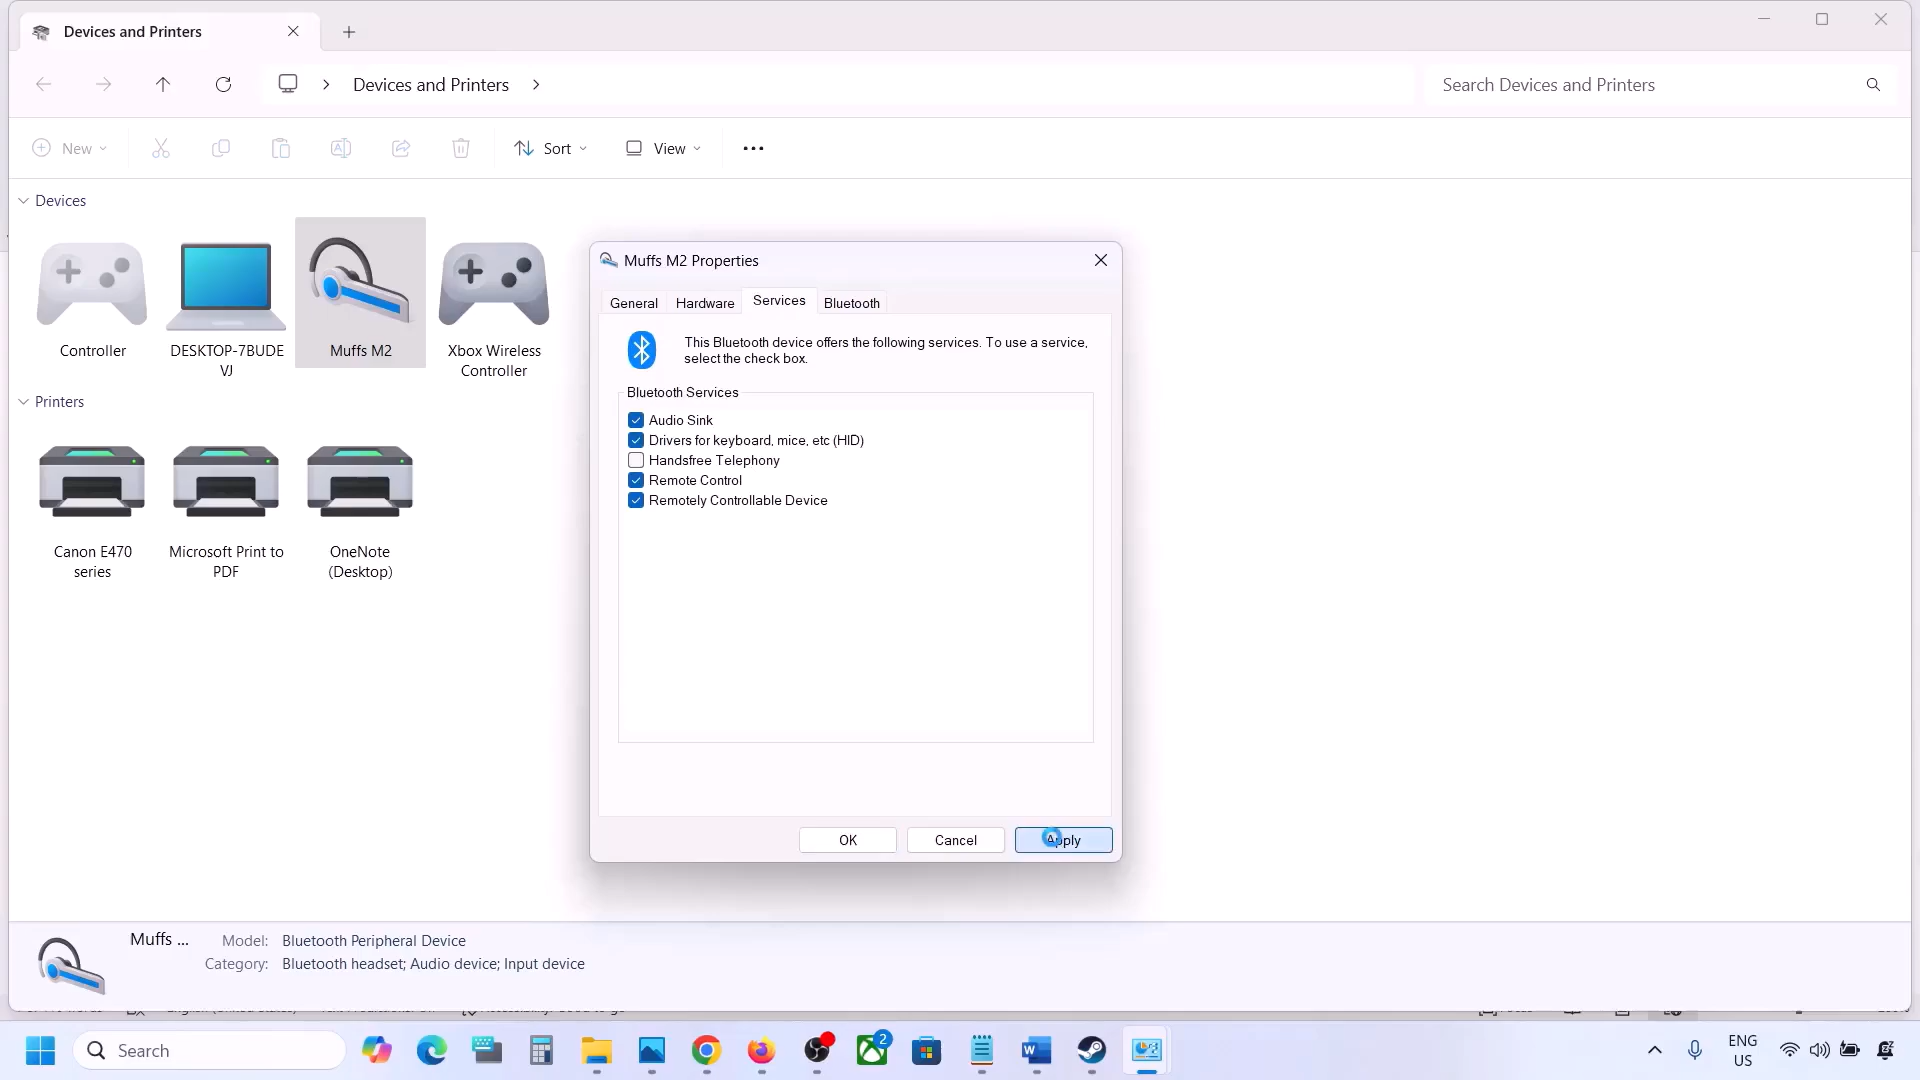 Devices and Printers
Devices and Printers
Search Devices and Printers
New
Sort
View
Devices
Controller
DESKTOP-7BUDE
VJ
Muffs M2
Xbox Wireless
Controller
Printers
Canon E470
series
Microsoft Print to
PDF
OneNote
(Desktop)
Muffs M2 Properties
General
Hardware
Services
Bluetooth
This Bluetooth device offers the following services. To use a service,
select the check box.
Bluetooth Services
Audio Sink
Drivers for keyboard, mice, etc (HID)
Handsfree Telephony
Remote Control
Remotely Controllable Device
OK
Cancel
Apply
Muffs ...
Model: Bluetooth Peripheral Device
Category: Bluetooth headset; Audio device; Input device
Search
2
ENG
US